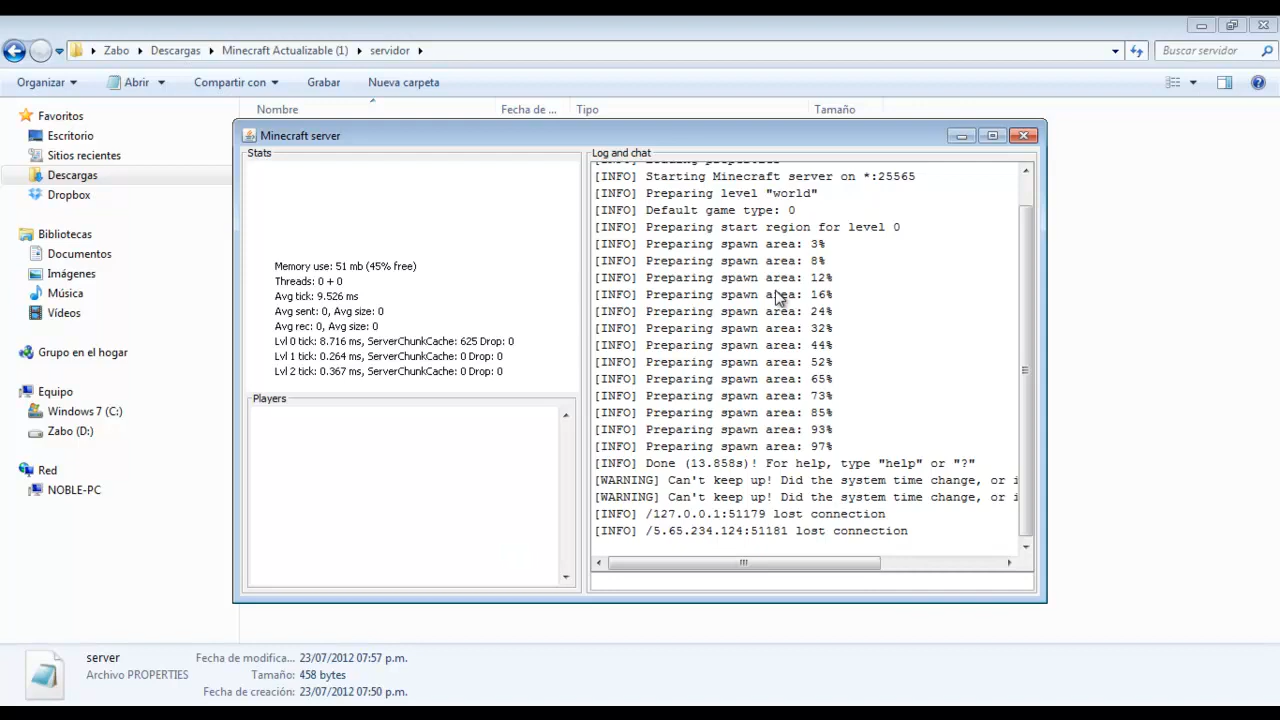 Zabo ▸ Descargas ▸ Minecraft Actualizable (1) ▸ servidor ▸
Buscar servidor
Organizar
Abrir
Compartir con
Grabar
Nueva carpeta
Favoritos
Escritorio
Sitios recientes
Descargas
Dropbox
Bibliotecas
Documentos
Imágenes
Música
Vídeos
Grupo en el hogar
Equipo
Windows 7 (C:)
Zabo (D:)
Red
NOBLE-PC
Nombre
Fecha de ...
Tipo
Tamaño
Minecraft server
Stats
Memory use: 51 mb (45% free)
Threads: 0 + 0
Avg tick: 9.526 ms
Avg sent: 0, Avg size: 0
Avg rec: 0, Avg size: 0
Lvl 0 tick: 8.716 ms, ServerChunkCache: 625 Drop: 0
Lvl 1 tick: 0.264 ms, ServerChunkCache: 0 Drop: 0
Lvl 2 tick: 0.367 ms, ServerChunkCache: 0 Drop: 0
Players
Log and chat
[INFO] Starting Minecraft server on *:25565
[INFO] Preparing level "world"
[INFO] Default game type: 0
[INFO] Preparing start region for level 0
[INFO] Preparing spawn area: 3%
[INFO] Preparing spawn area: 8%
[INFO] Preparing spawn area: 12%
[INFO] Preparing spawn area: 16%
[INFO] Preparing spawn area: 24%
[INFO] Preparing spawn area: 32%
[INFO] Preparing spawn area: 44%
[INFO] Preparing spawn area: 52%
[INFO] Preparing spawn area: 65%
[INFO] Preparing spawn area: 73%
[INFO] Preparing spawn area: 85%
[INFO] Preparing spawn area: 93%
[INFO] Preparing spawn area: 97%
[INFO] Done (13.858s)! For help, type "help" or "?"
[WARNING] Can't keep up! Did the system time change, or i
[WARNING] Can't keep up! Did the system time change, or i
[INFO] /127.0.0.1:51179 lost connection
[INFO] /5.65.234.124:51181 lost connection
server
Archivo PROPERTIES
Fecha de modifica... 23/07/2012 07:57 p.m.
Tamaño: 458 bytes
Fecha de creación: 23/07/2012 07:50 p.m.